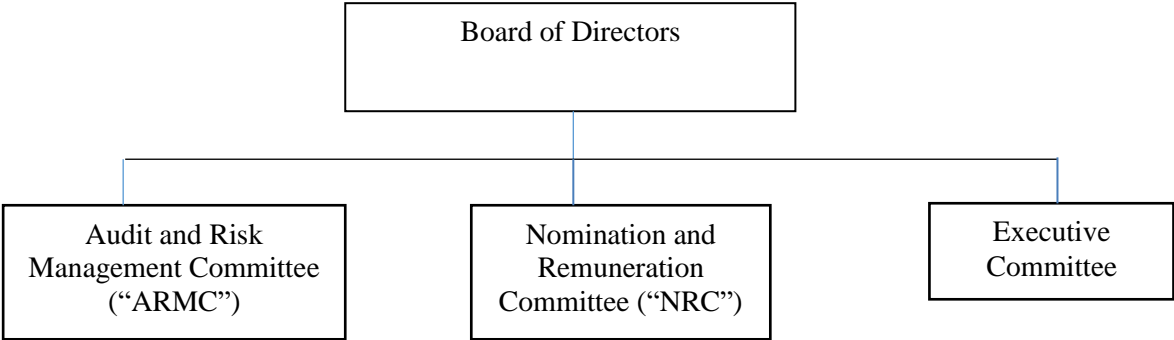 Board of Directors
Audit and Risk
Management Committee
(“ARMC”)
Nomination and
Remuneration
Committee (“NRC”)
Executive
Committee